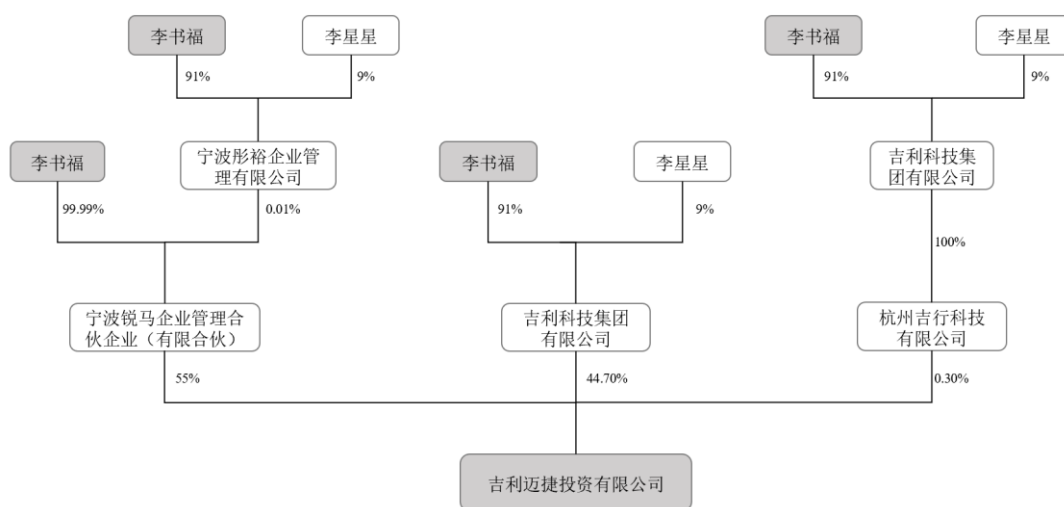 李书福
李星星
李书福
李星星
91%
9%
91%
9%
李书福
宁波彤裕企业管
理有限公司
李书福
李星星
吉利科技集
团有限公司
99.99%
0.01%
91%
9%
100%
宁波锐马企业管理合
伙企业（有限合伙）
吉利科技集团
有限公司
杭州吉行科技
有限公司
55%
44.70%
0.30%
吉利迈捷投资有限公司